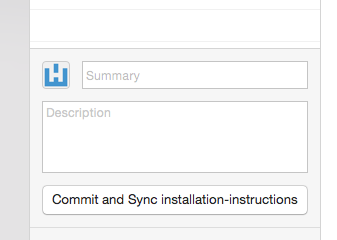 Summary
Description
Commit and Sync installation-instructions